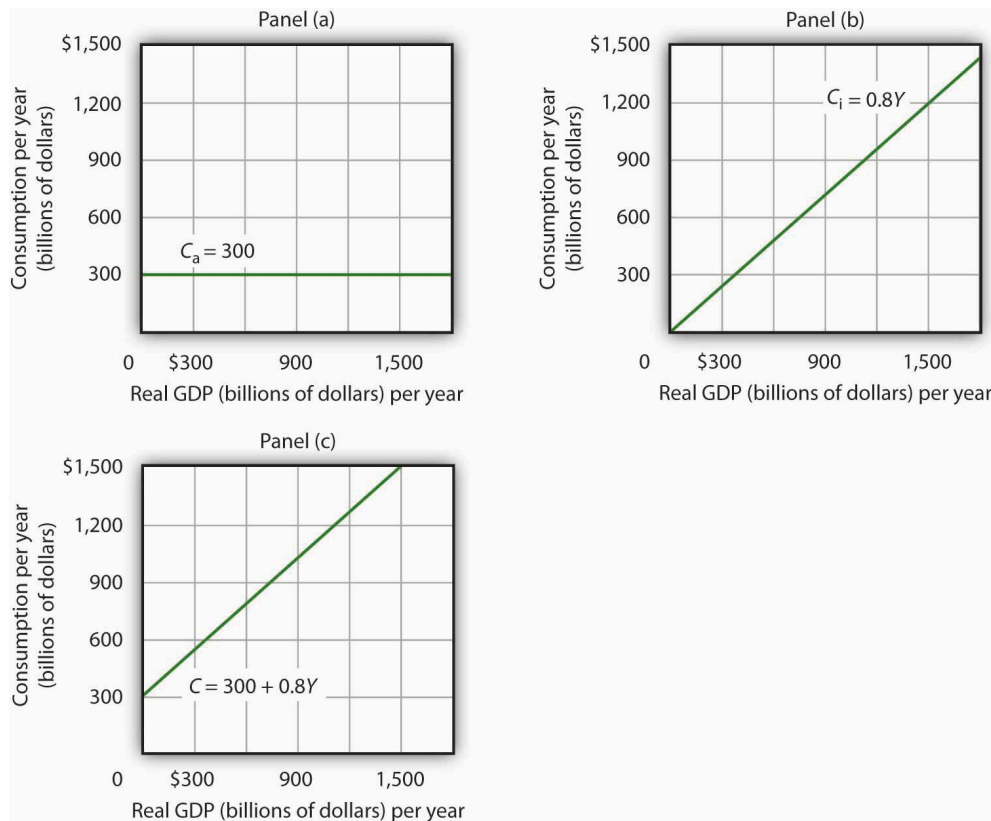 Panel (a)
Consumption per year
(billions of dollars)
$1,500
1,200
900
600
300
C_a = 300
0 $300 900 1,500
Real GDP (billions of dollars) per year
Panel (b)
Consumption per year
(billions of dollars)
$1,500
1,200
900
600
300
C_i = 0.8Y
0 $300 900 1,500
Real GDP (billions of dollars) per year
Panel (c)
Consumption per year
(billions of dollars)
$1,500
1,200
900
600
300
C = 300 + 0.8Y
0 $300 900 1,500
Real GDP (billions of dollars) per year